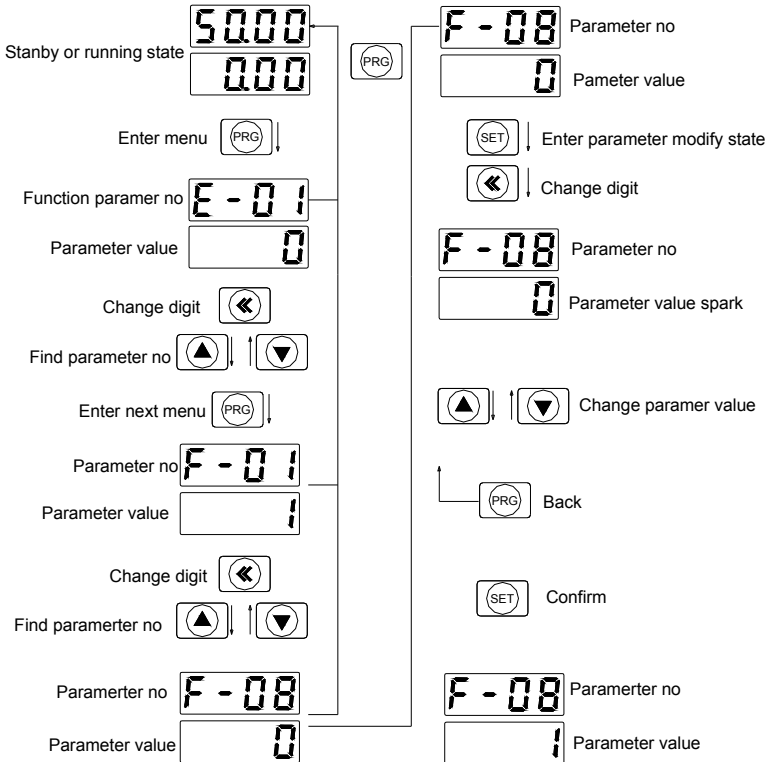 50.00
Stanby or running state
0.00
Enter menu PRG
Function paramer no E-01
Parameter value 0
Change digit
Find parameter no
Enter next menu PRG
Parameter no F-01
Parameter value 1
Change digit
Find paramerter no
Paramerter no F-08
Parameter value 0
PRG
F-08 Parameter no
0 Pameter value
SET Enter parameter modify state
Change digit
F-08 Parameter no
0 Parameter value spark
Change paramer value
PRG Back
SET Confirm
F-08 Paramerter no
1 Parameter value